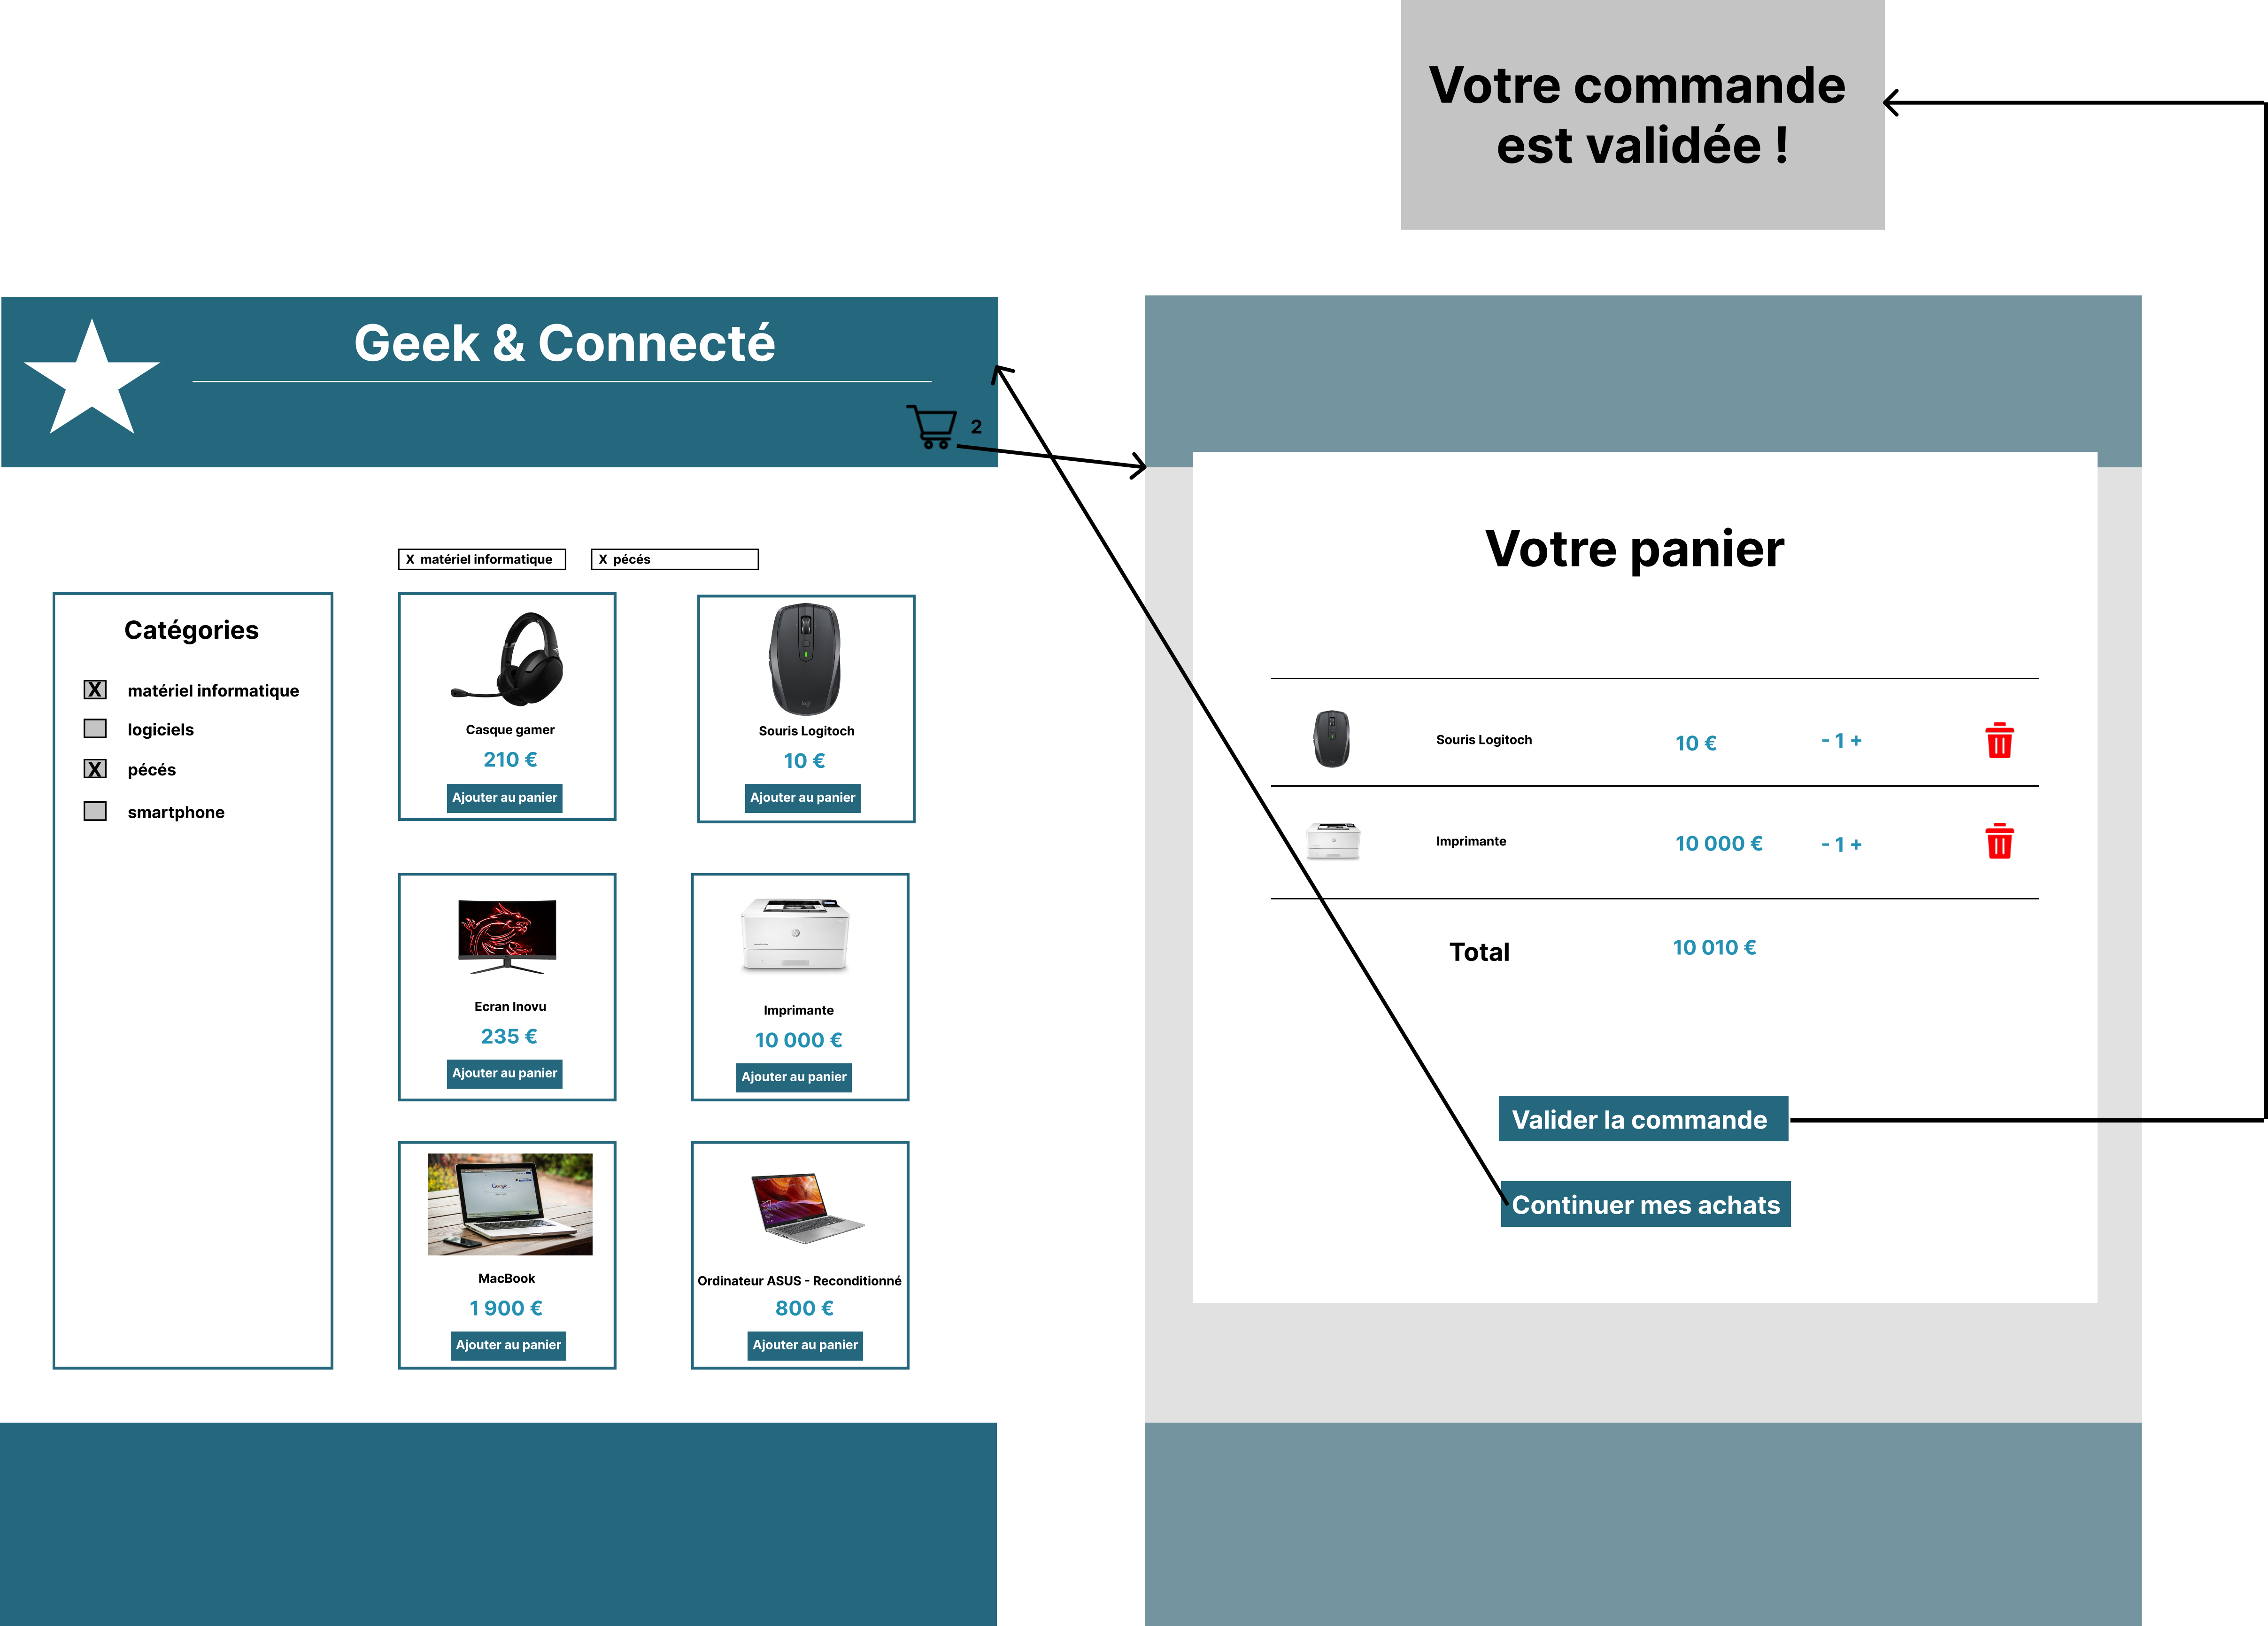 Votre commande
est validée !
Geek & Connecté
2
X matériel informatique
X pécés
Catégories
X matériel informatique
logiciels
X pécés
smartphone
Casque gamer
210 €
Ajouter au panier
Souris Logitoch
10 €
Ajouter au panier
Ecran Inovu
235 €
Ajouter au panier
Imprimante
10 000 €
Ajouter au panier
MacBook
1 900 €
Ajouter au panier
Ordinateur ASUS - Reconditionné
800 €
Ajouter au panier
Votre panier
Souris Logitoch 10 € - 1 +
Imprimante 10 000 € - 1 +
Total 10 010 €
Valider la commande
Continuer mes achats